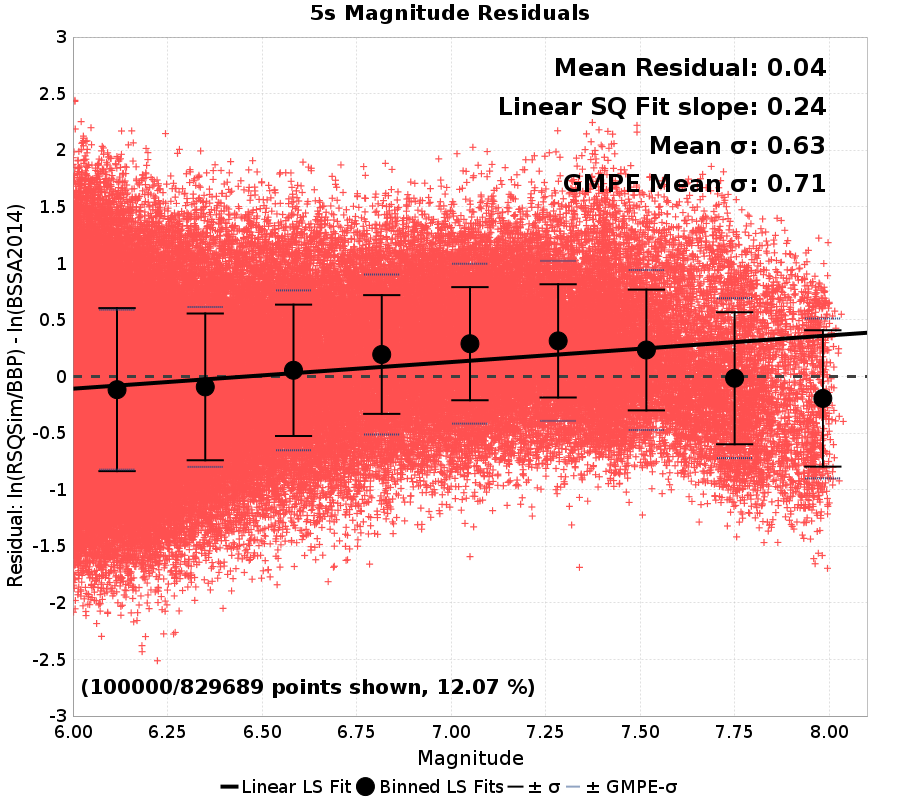 5s Magnitude Residuals
Mean Residual: 0.04
Linear SQ Fit slope: 0.24
Mean σ: 0.63
GMPE Mean σ: 0.71
Residual: ln(RSQSim/BBP) - ln(BSSA2014)
3
2.5
2
1.5
1
0.5
0
-0.5
-1
-1.5
-2
-2.5
-3
(100000/829689 points shown, 12.07 %)
6.00 6.25 6.50 6.75 7.00 7.25 7.50 7.75 8.00
Magnitude
Linear LS Fit Binned LS Fits ± σ ± GMPE-σ